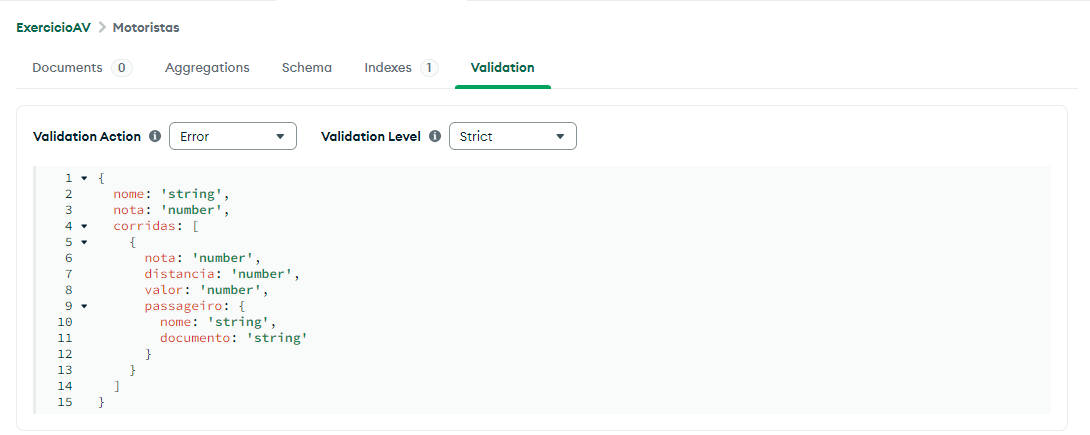 ExercicioAV > Motoristas
Documents 0 Aggregations Schema Indexes 1 Validation
Validation Action Error Validation Level Strict
1 {
2 nome: 'string',
3 nota: 'number',
4 corridas: [
5 {
6 nota: 'number',
7 distancia: 'number',
8 valor: 'number',
9 passageiro: {
10 nome: 'string',
11 documento: 'string'
12 }
13 }
14 ]
15 }